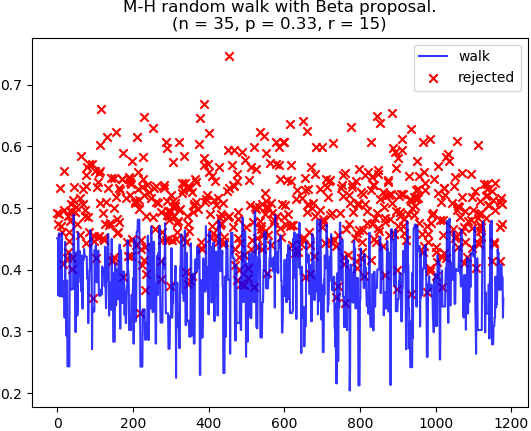 M-H random walk with Beta proposal.
(n = 35, p = 0.33, r = 15)
walk
rejected
0.7
0.6
0.5
0.4
0.3
0.2
0 200 400 600 800 1000 1200